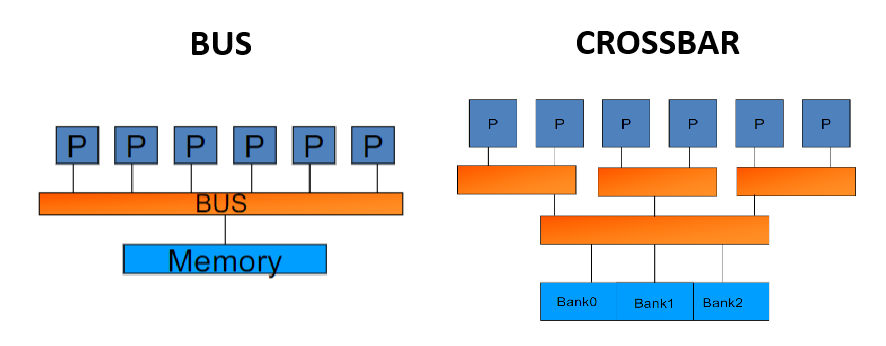 BUS
CROSSBAR
P P P P P P
BUS
Memory
P P P P P P
Bank0 Bank1 Bank2